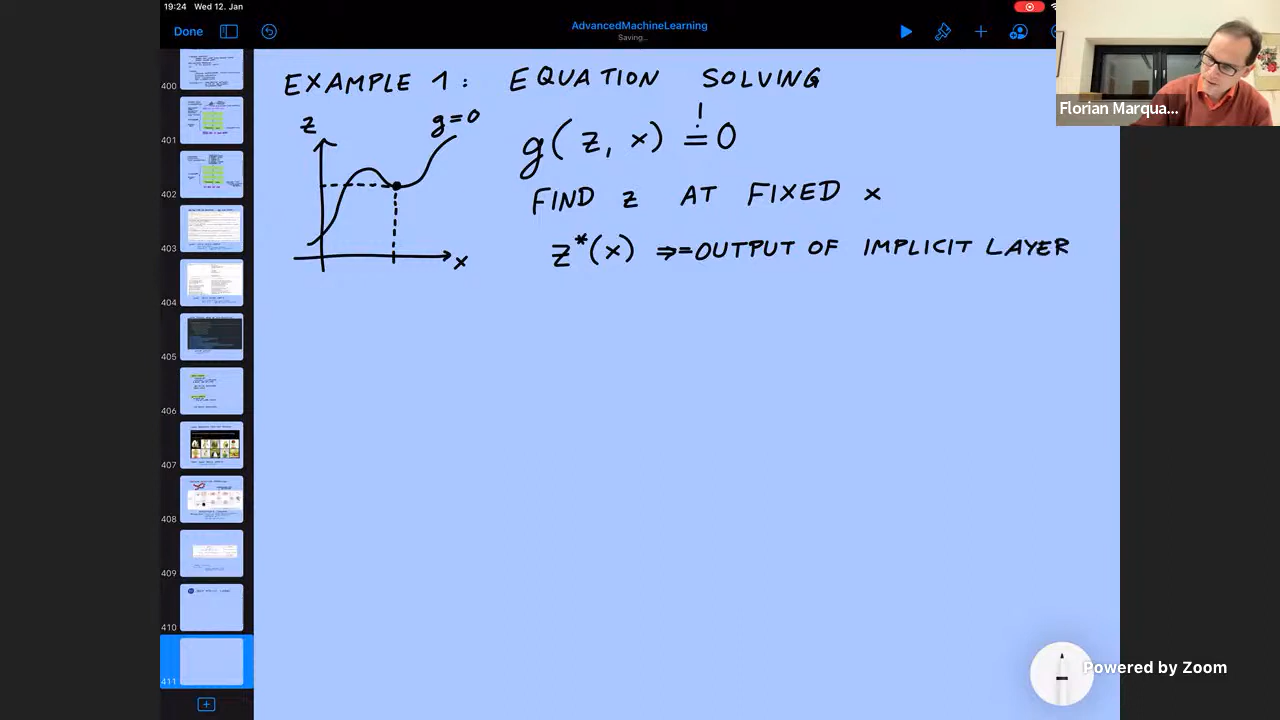 19:24 Wed 12. Jan
Done
AdvancedMachineLearning
Saving...
Florian Marqua...
EXAMPLE 1: EQUATION SOLVING
z
g=0
x
g(z, x) != 0
FIND z AT FIXED x
z*(x) ⇒=OUTPUT OF IMPLICIT LAYER
400
401
402
403
404
405
406
407
408
409
410
411
Powered by Zoom